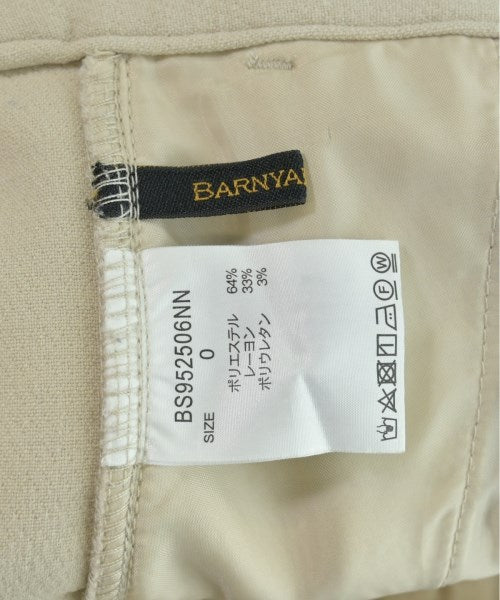 BARNYA
BS952506NN
SIZE 0
ポリエステル 64%
レーヨン 33%
ポリウレタン 3%
W
F